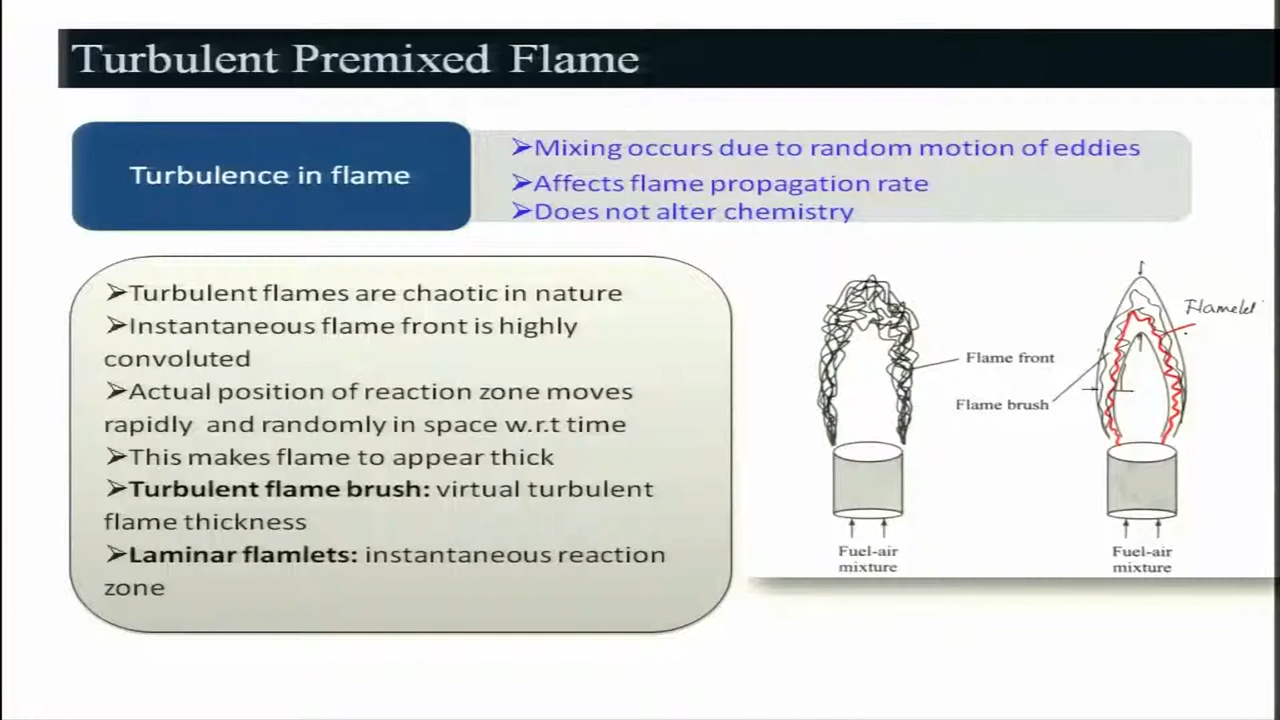 Turbulent Premixed Flame
Turbulence in flame
➢Mixing occurs due to random motion of eddies
➢Affects flame propagation rate
➢Does not alter chemistry
➢Turbulent flames are chaotic in nature
➢Instantaneous flame front is highly
convoluted
➢Actual position of reaction zone moves
rapidly and randomly in space w.r.t time
➢This makes flame to appear thick
➢Turbulent flame brush: virtual turbulent
flame thickness
➢Laminar flamlets: instantaneous reaction
zone
Flamelet
Flame front
Flame brush
Fuel-air
mixture
Fuel-air
mixture